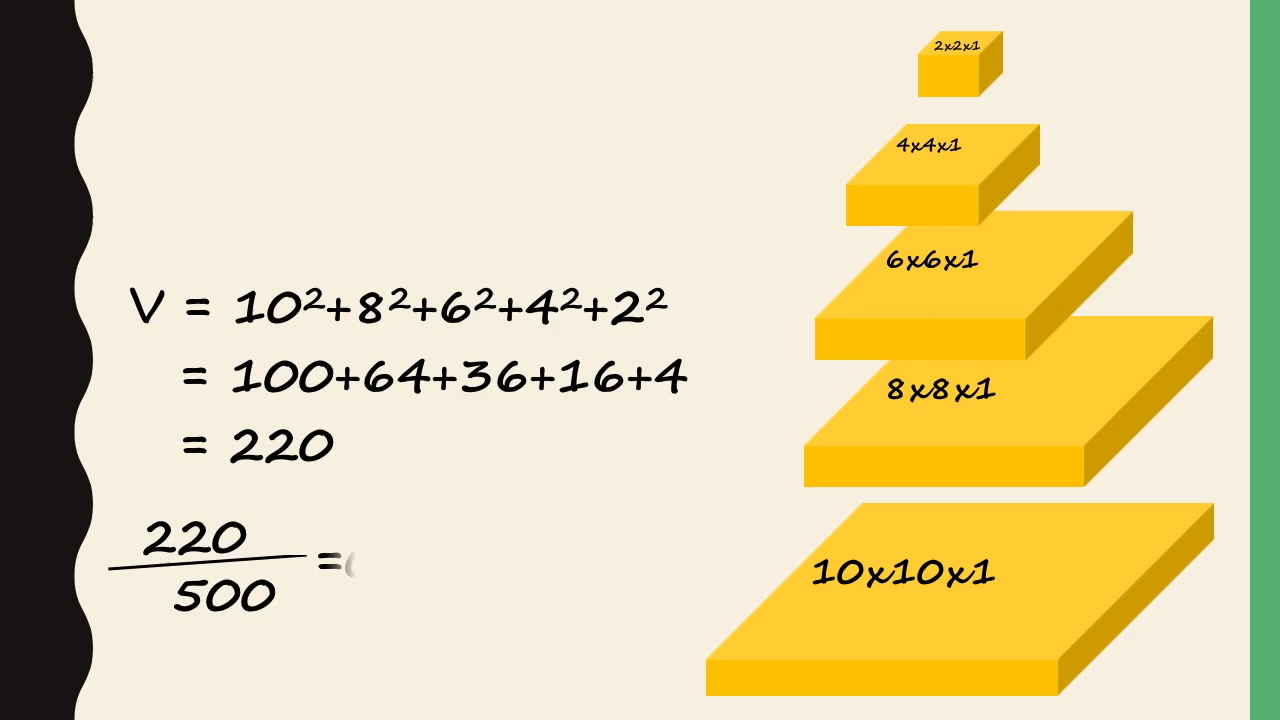 2x2x1
4x4x1
6x6x1
8x8x1
10x10x1
V = 10²+8²+6²+4²+2²
= 100+64+36+16+4
= 220
220
500
=